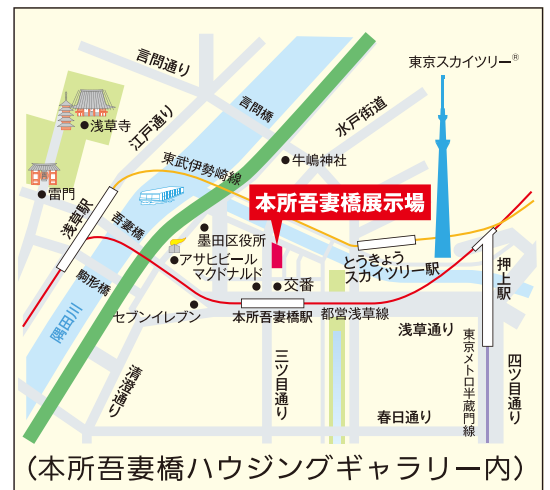 言問通り
東京スカイツリー®
浅草寺
江戸通り
言問橋
水戸街道
牛嶋神社
東武伊勢崎線
雷門
本所吾妻橋展示場
浅草駅
吾妻橋
墨田区役所
アサヒビール
とうきょう
スカイツリー駅
マクドナルド
交番
押上駅
駒形橋
セブンイレブン
本所吾妻橋駅
都営浅草線
浅草通り
隅田川
清澄通り
三ツ目通り
東京メトロ半蔵門線
四ツ目通り
春日通り
(本所吾妻橋ハウジングギャラリー内)